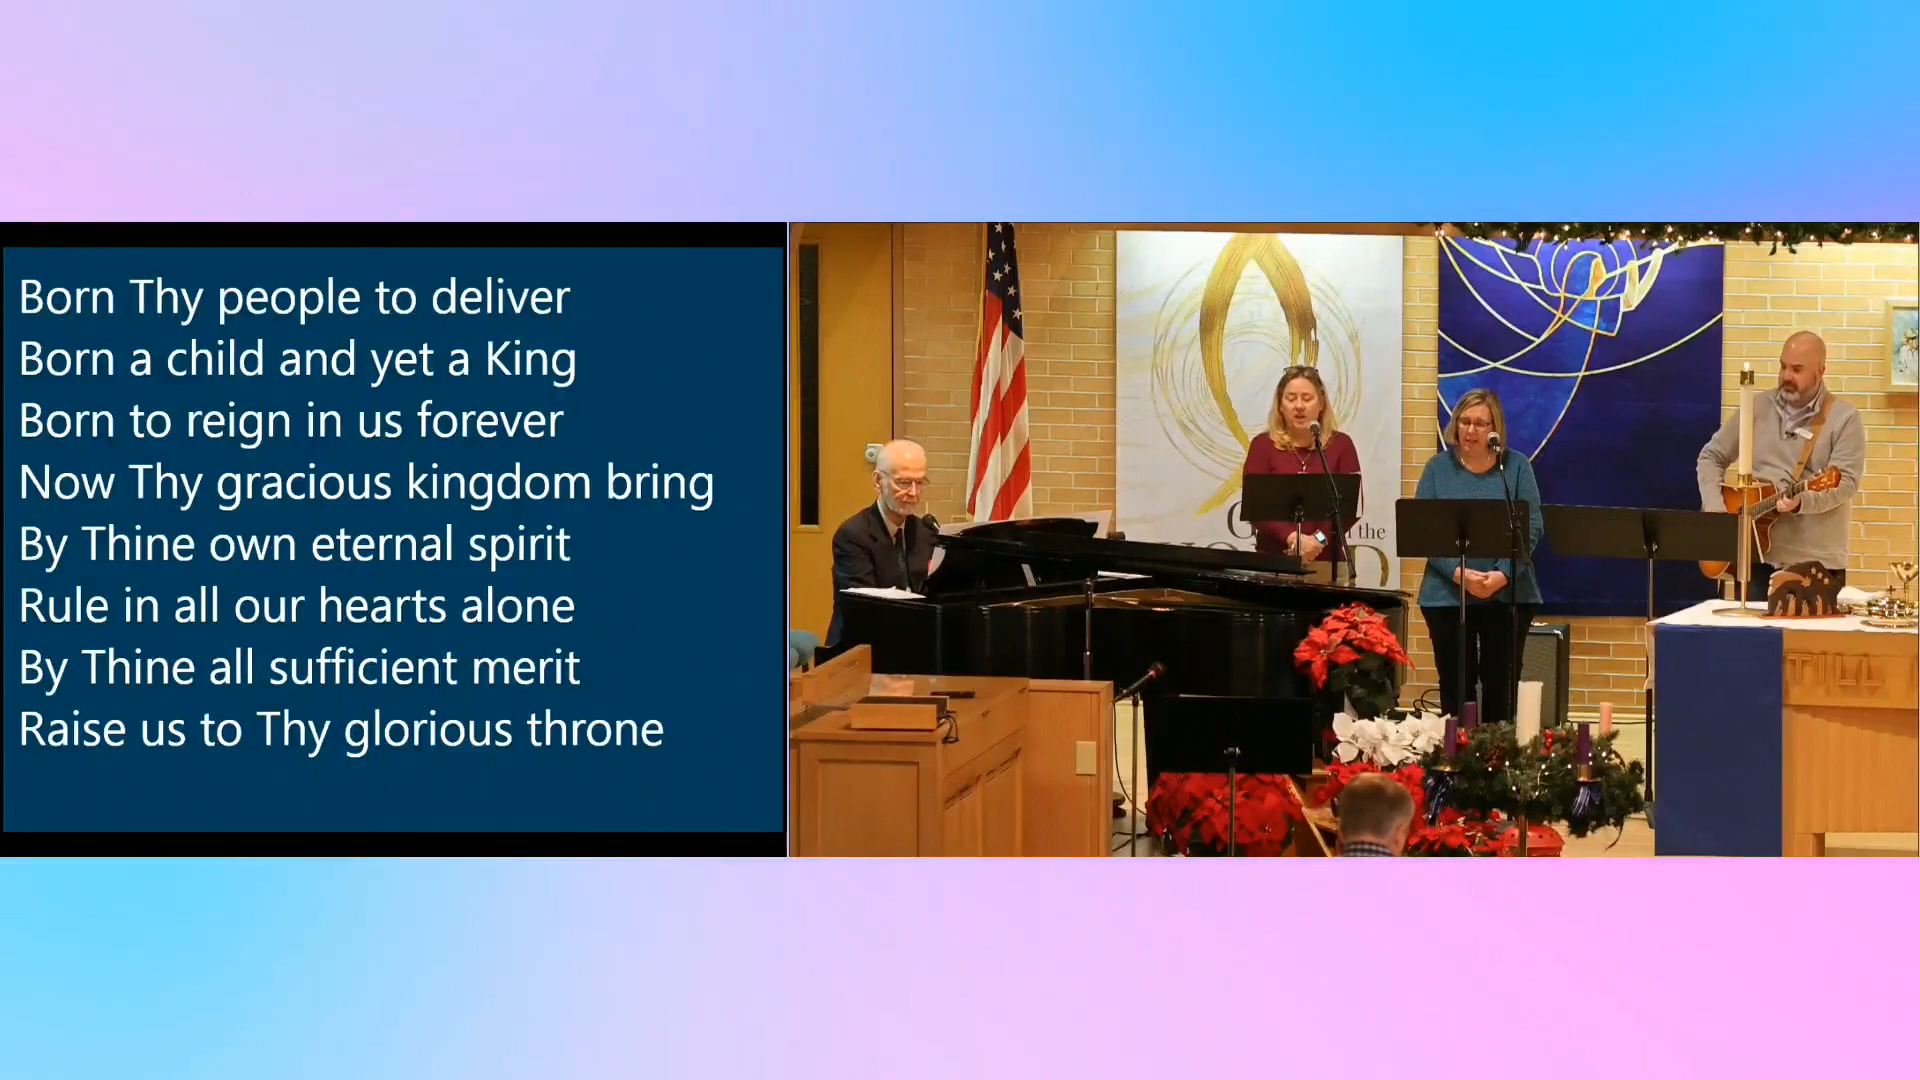 Born Thy people to deliver
Born a child and yet a King
Born to reign in us forever
Now Thy gracious kingdom bring
By Thine own eternal spirit
Rule in all our hearts alone
By Thine all sufficient merit
Raise us to Thy glorious throne
the
TILL